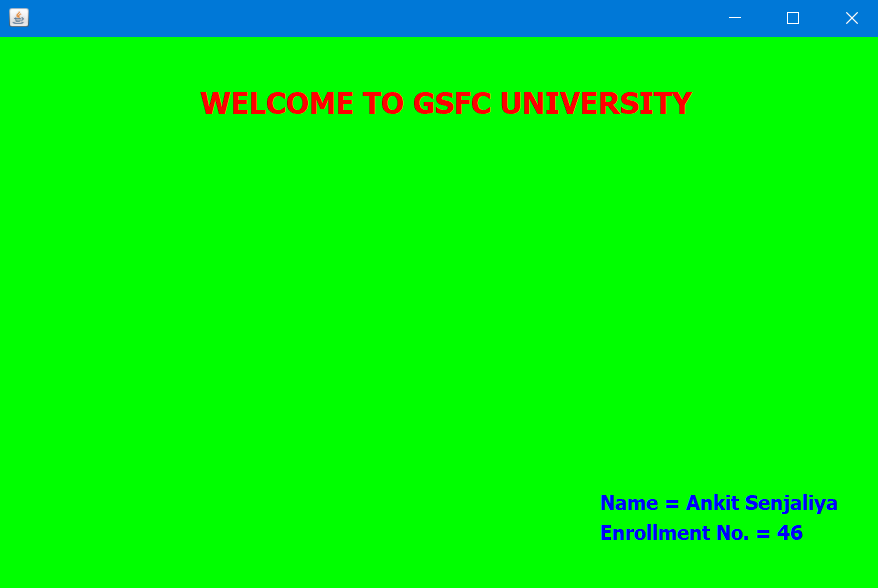 WELCOME TO GSFC UNIVERSITY
Name = Ankit Senjaliya
Enrollment No. = 46